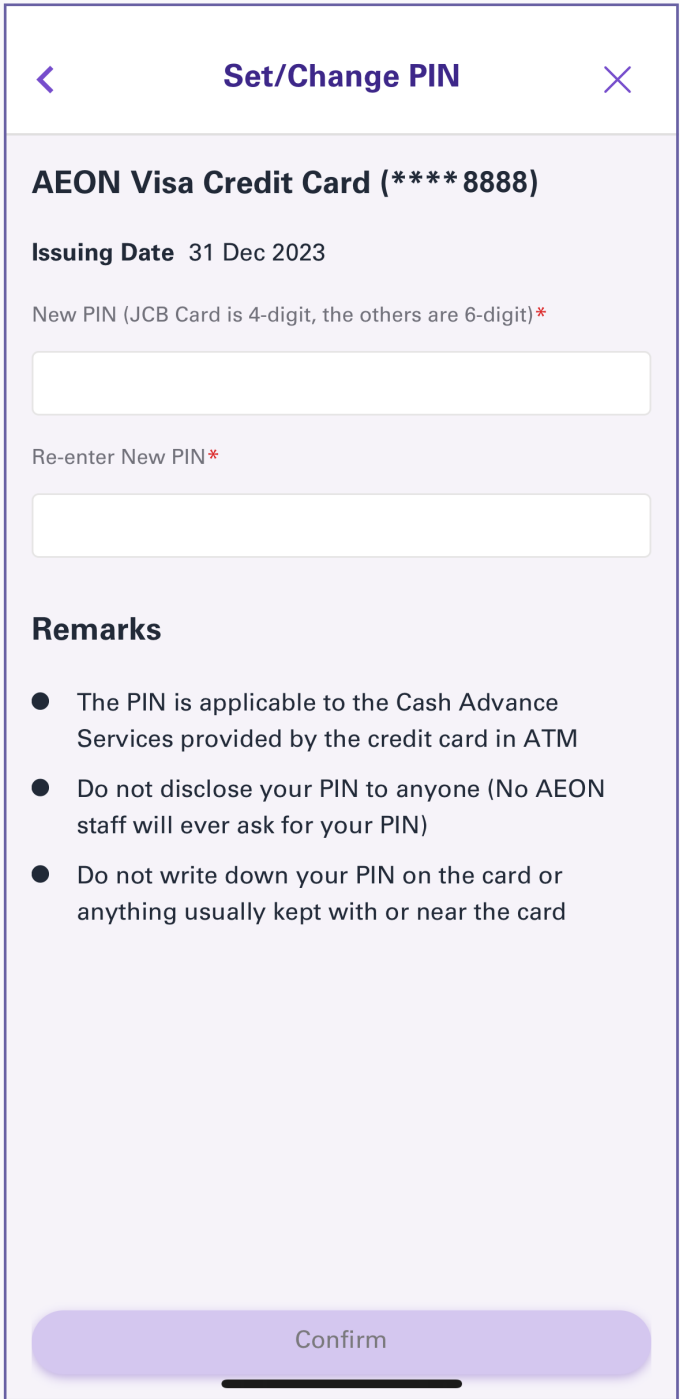 Set/Change PIN
AEON Visa Credit Card (**** 8888)
Issuing Date 31 Dec 2023
New PIN (JCB Card is 4-digit, the others are 6-digit)*
Re-enter New PIN*
Remarks
● The PIN is applicable to the Cash Advance
Services provided by the credit card in ATM
● Do not disclose your PIN to anyone (No AEON
staff will ever ask for your PIN)
● Do not write down your PIN on the card or
anything usually kept with or near the card
Confirm